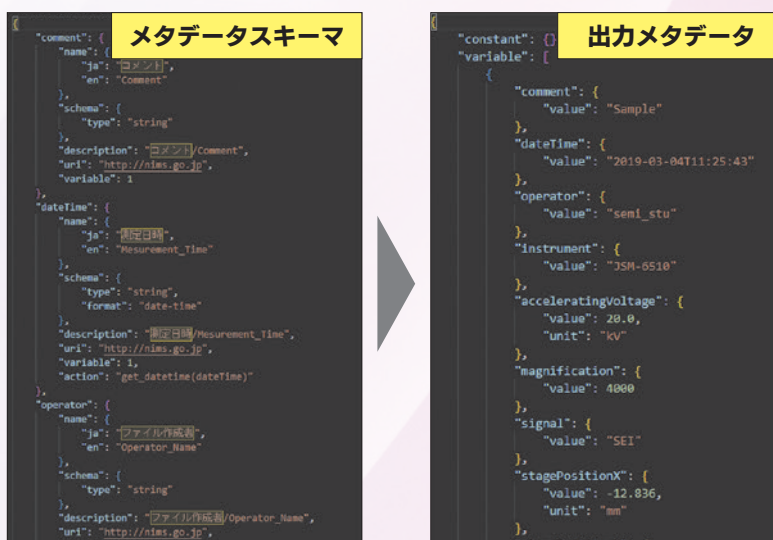 メタデータスキーマ
{
"comment": {
"name": {
"ja": "コメント",
"en": "Comment"
},
"schema": {
"type": "string"
},
"description": "コメント/Comment",
"uri": "http://nims.go.jp",
"variable": 1
},
"dateTime": {
"name": {
"ja": "測定日時",
"en": "Mesurement_Time"
},
"schema": {
"type": "string",
"format": "date-time"
},
"description": "測定日時/Mesurement_Time",
"uri": "http://nims.go.jp",
"variable": 1,
"action": "get_datetime(dateTime)"
},
"operator": {
"name": {
"ja": "ファイル作成者",
"en": "Operator_Name"
},
"schema": {
"type": "string"
},
"description": "ファイル作成者/Operator_Name",
"uri": "http://nims.go.jp",
出力メタデータ
{
"constant": {},
"variable": [
{
"comment": {
"value": "Sample"
},
"dateTime": {
"value": "2019-03-04T11:25:43"
},
"operator": {
"value": "semi_stu"
},
"instrument": {
"value": "JSM-6510"
},
"acceleratingVoltage": {
"value": 20.0,
"unit": "kV"
},
"magnification": {
"value": 4000
},
"signal": {
"value": "SEI"
},
"stagePositionX": {
"value": -12.836,
"unit": "mm"
},